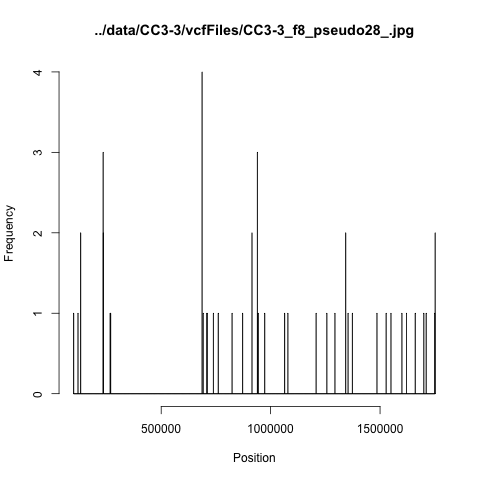 ../data/CC3-3/vcfFiles/CC3-3_f8_pseudo28_.jpg
4
3
2
1
0
Frequency
500000 1000000 1500000
Position